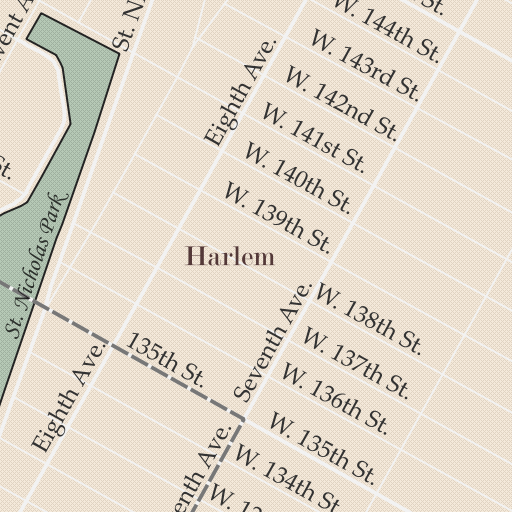 St.
W. 144th St.
W. 143rd St.
Eighth Ave.
W. 142nd St.
W. 141st St.
W. 140th St.
W. 139th St.
St. Nicholas Park
Harlem
W. 138th St.
Seventh Ave.
W. 137th St.
135th St.
W. 136th St.
Eighth Ave.
W. 135th St.
W. 134th St.